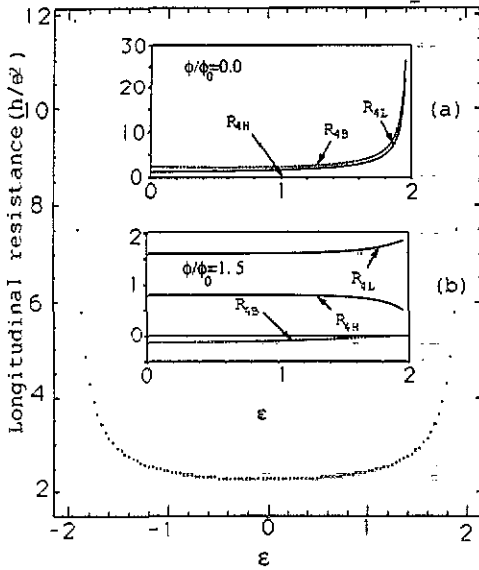 Longitudinal resistance (h/e²)
12
10
8
6
4
2
-2
-1
0
1
2
ε
30
20
10
0
0
1
2
ϕ/ϕ₀=0.0
R₄H
R₄B
R₄L
(a)
2
1
0
0
1
2
ϕ/ϕ₀=1.5
R₄L
R₄B
R₄H
(b)
ε